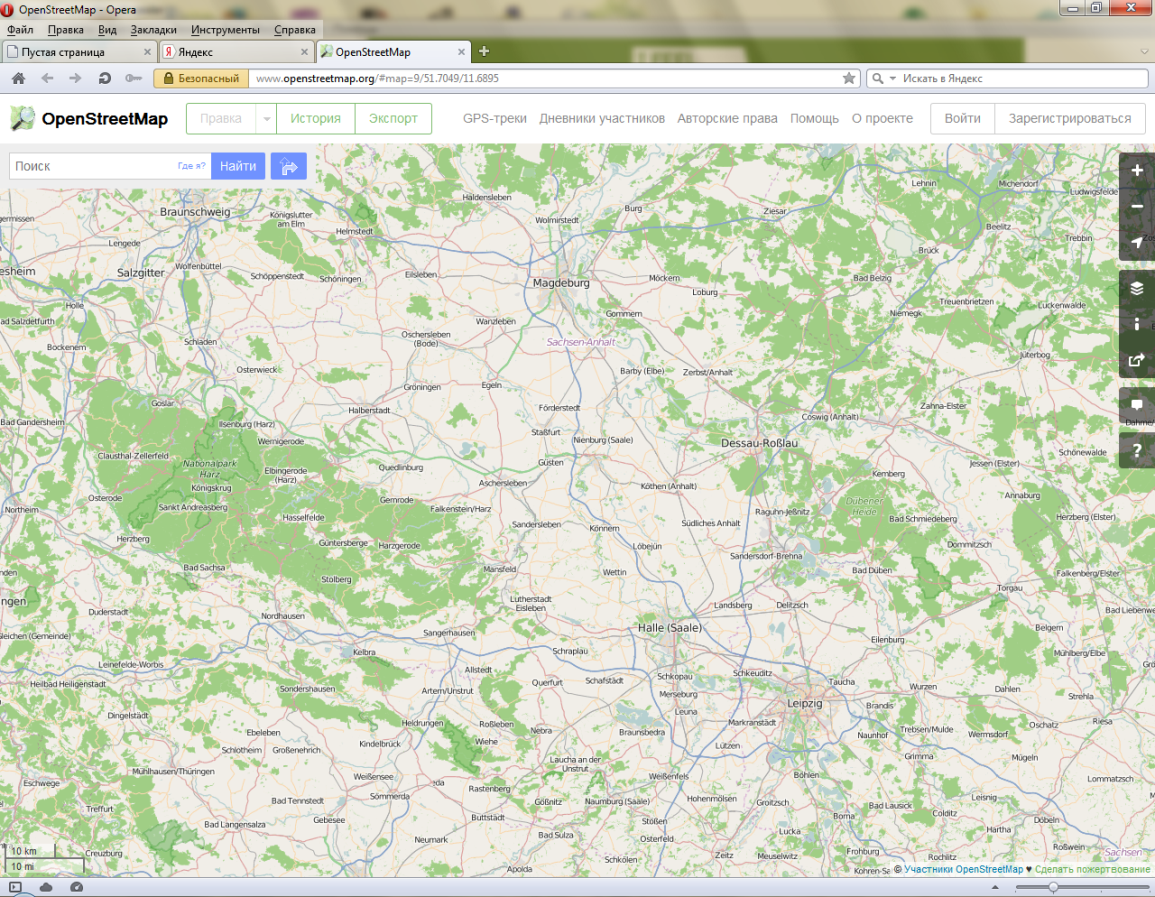 OpenStreetMap - Opera
Файл Правка Вид Закладки Инструменты Справка
Пустая страница Яндекс OpenStreetMap
Безопасный www.openstreetmap.org/#map=9/51.7049/11.6895 Искать в Яндекс
OpenStreetMap Правка История Экспорт GPS-треки Дневники участников Авторские права Помощь О проекте Войти Зарегистрироваться
Поиск Где я? Найти
Lehnin Michendorf
Ludwigsfelde
Haldensleben
Braunschweig Königslutter am Elm Wolmirstedt Burg Ziesar
Helmstedt Beelitz
Lengede Trebbin
Wolfenbüttel Brück
Salzgitter Schöppenstedt Schöningen Eilsleben Magdeburg Möckern Bad Belzig
Loburg Treuenbrietzen
Holle Luckenwalde
Gommern Niemegk
Wanzleben
Schladen Oschersleben (Bode)
Bockenem Sachsen-Anhalt
Jüterbog
Osterwieck Barby (Elbe) Zerbst/Anhalt
Gröningen Egeln
Goslar Halberstadt Förderstedt Zahna-Elster
Bad Gandersheim Ilsenburg (Harz) Coswig (Anhalt)
Staßfurt
Wernigerode Nienburg (Saale) Dessau-Roßlau
Clausthal-Zellerfeld Schönewalde
Nationalpark Harz Elbingerode (Harz) Quedlinburg Güsten Jessen (Elster)
Kemberg
Königskrug Aschersleben Köthen (Anhalt)
Osterode Gernrode Annaburg
Northeim Sankt Andreasberg Falkenstein/Harz Dübener Heide
Raguhn-Jeßnitz
Hasselfelde Sandersleben Südliches Anhalt Bad Schmiedeberg Herzberg (Elster)
Könnern
Herzberg Güntersberge Harzgerode Löbejün Dommitzsch
Sandersdorf-Brehna
Bad Sachsa Mansfeld Wettin Bad Düben Falkenberg/Elster
Stolberg
Torgau
Lutherstadt Eisleben Landsberg Delitzsch
Duderstadt Nordhausen Bad Liebenwe
Halle (Saale) Belgern
Sangerhausen Eilenburg
Kelbra Schraplau Mühlberg/Elbe
Leinefelde-Worbis Allstedt
Schkopau Schkeuditz
Heilbad Heiligenstadt Sondershausen Artern/Unstrut Querfurt Schafstädt Taucha Wurzen Dahlen
Merseburg Strehla
Dingelstädt Leuna Leipzig Brandis
Heldrungen Roßleben Markranstädt Oschatz Riesa
Ebeleben Nebra Braunsbedra Naunhof Trebsen/Mulde Wermsdorf
Schlotheim Großenehrich Kindelbrück Wiehe Lützen
Grimma Mügeln
Mühlhausen/Thüringen Laucha an der Unstrut
Eschwege Weißensee Weißenfels Böhlen Lommatzsch
Rastenberg
Sömmerda Gößnitz Naumburg (Saale) Hohenmölsen Groitzsch Leisnig
Treffurt Bad Tennstedt Bad Lausick
Buttstädt Borna Colditz Döbeln
Bad Langensalza Gebesee Stößen
Lucka Hartha
Neumark Bad Sulza Osterfeld
10 km Creuzburg Zeitz Meuselwitz Frohburg Rochlitz Roßwein Sachsen
10 mi Apolda Schkölen
© Участники OpenStreetMap ♥ Сделать пожертвование